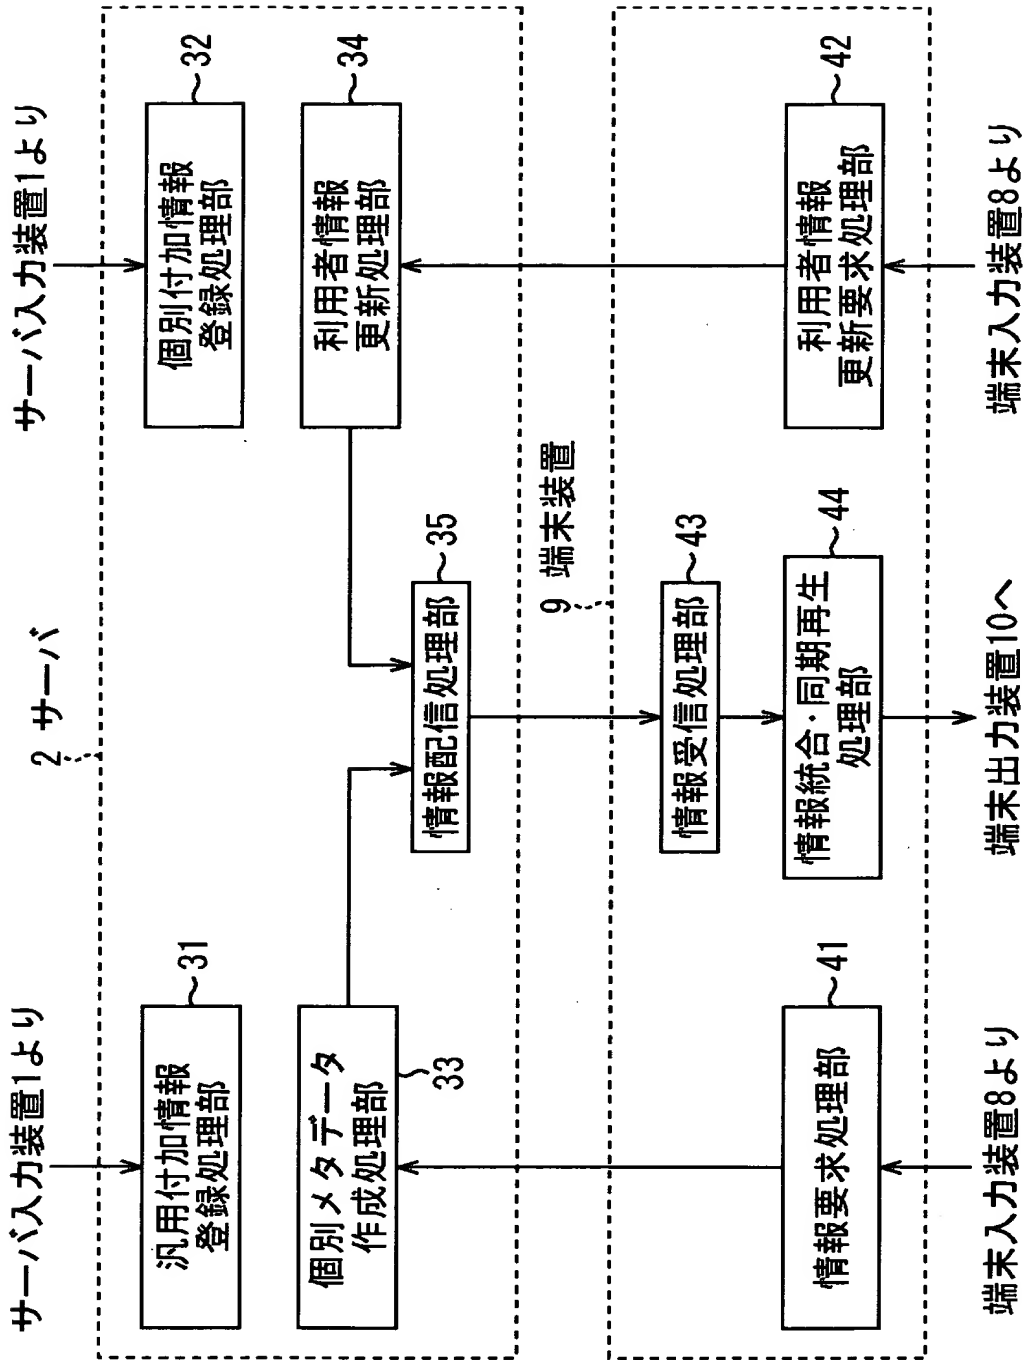 サーバ入力装置1より
サーバ入力装置1より
2 サーバ
汎用付加情報
登録処理部
31
個別付加情報
登録処理部
32
個別メタデータ
作成処理部
33
利用者情報
更新処理部
34
情報配信処理部
35
9 端末装置
情報受信処理部
43
情報要求処理部
41
情報統合・同期再生
処理部
44
利用者情報
更新要求処理部
42
端末入力装置8より
端末出力装置10へ
端末入力装置8より